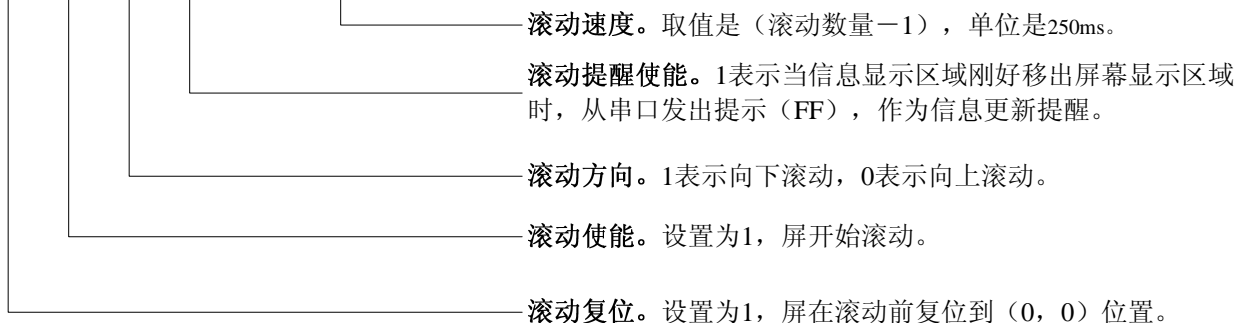 滚动速度。取值是（滚动数量－1），单位是250ms。
滚动提醒使能。1表示当信息显示区域刚好移出屏幕显示区域
时，从串口发出提示（FF），作为信息更新提醒。
滚动方向。1表示向下滚动，0表示向上滚动。
滚动使能。设置为1，屏开始滚动。
滚动复位。设置为1，屏在滚动前复位到（0，0）位置。